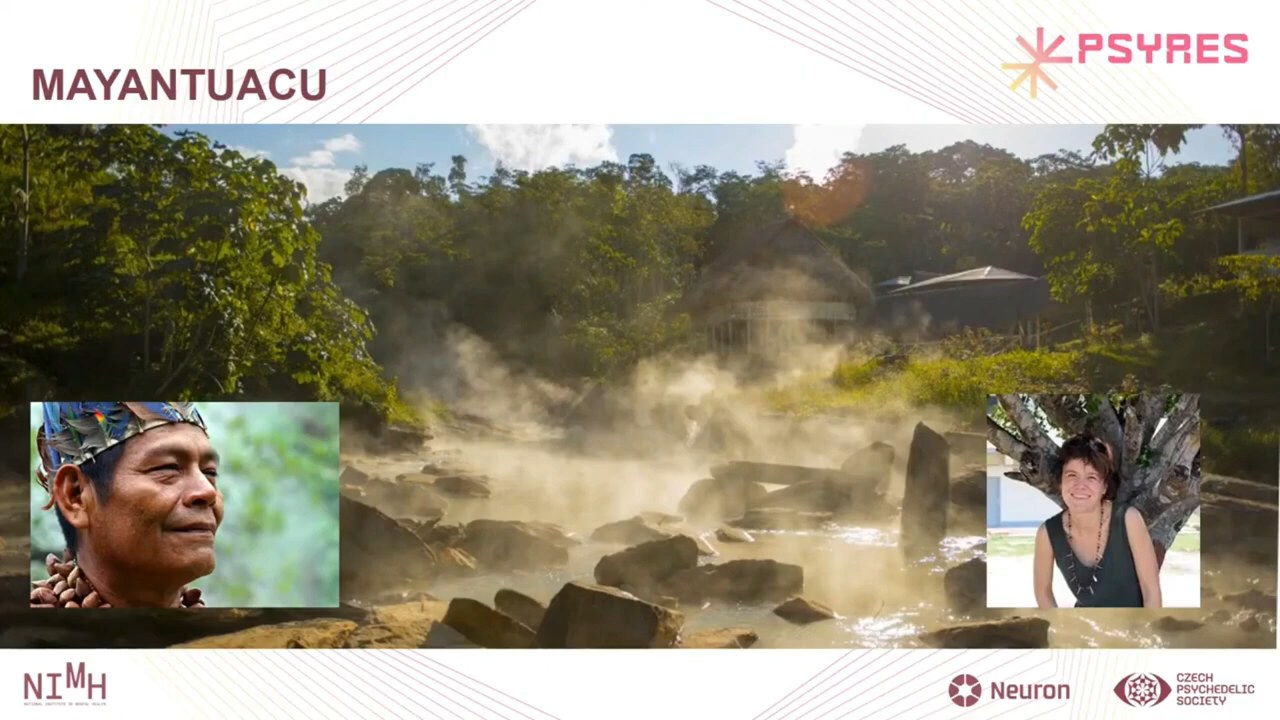 MAYANTUACU
PSYRES
NIMH
NATIONAL INSTITUTE OF MENTAL HEALTH
Neuron
CZECH
PSYCHEDELIC
SOCIETY